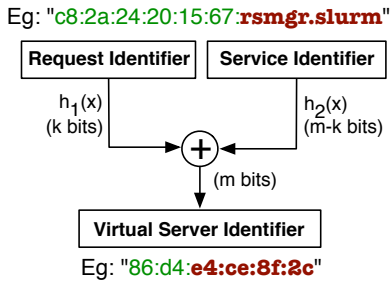 Eg: "c8:2a:24:20:15:67:rsmgr.slurm"
Request Identifier
Service Identifier
h1(x)
(k bits)
h2(x)
(m-k bits)
+
(m bits)
Virtual Server Identifier
Eg: "86:d4:e4:ce:8f:2c"